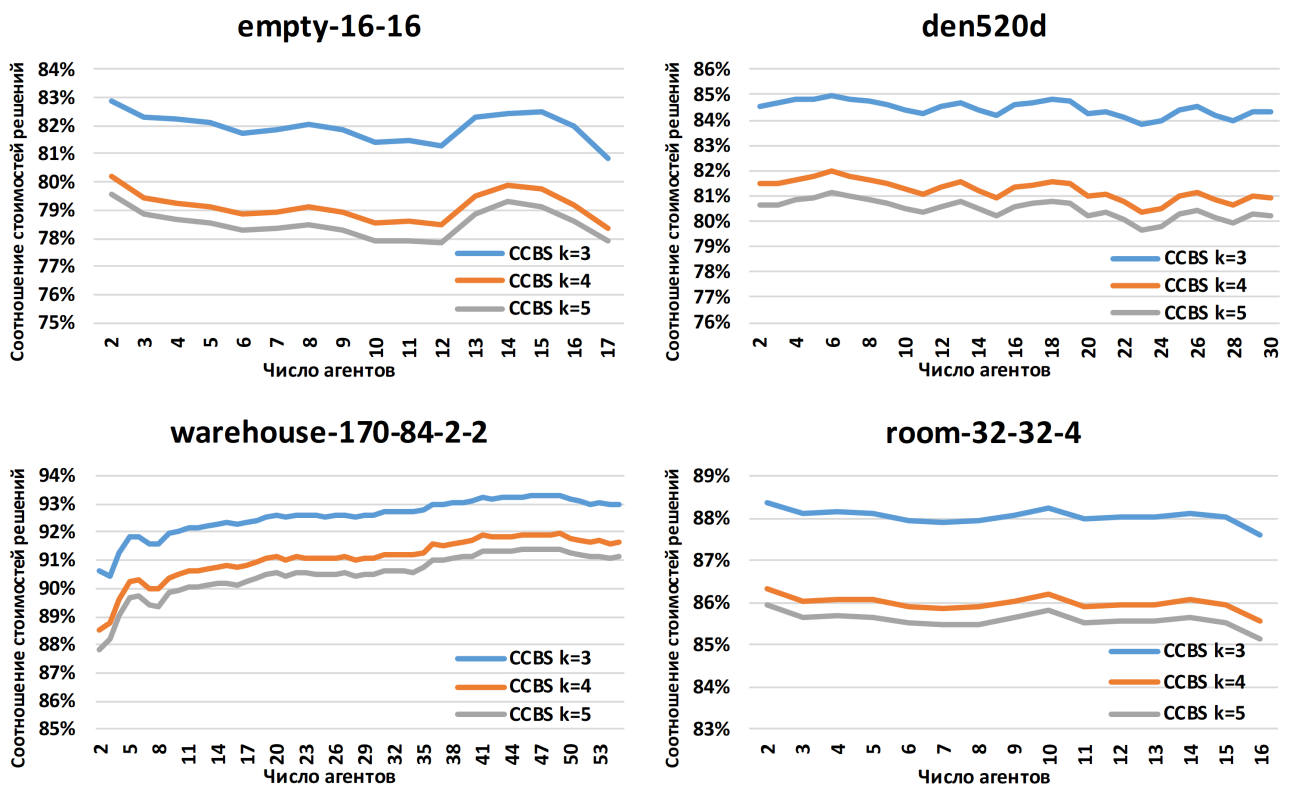 empty-16-16
Соотношение стоимостей решений
84%
83%
82%
81%
80%
79%
78%
77%
76%
75%
CCBS k=3
CCBS k=4
CCBS k=5
2 3 4 5 6 7 8 9 10 11 12 13 14 15 16 17
Число агентов
den520d
Соотношение стоимостей решений
86%
85%
84%
83%
82%
81%
80%
79%
78%
77%
76%
CCBS k=3
CCBS k=4
CCBS k=5
2 4 6 8 10 12 14 16 18 20 22 24 26 28 30
Число агентов
warehouse-170-84-2-2
Соотношение стоимостей решений
94%
93%
92%
91%
90%
89%
88%
87%
86%
85%
CCBS k=3
CCBS k=4
CCBS k=5
2 5 8 11 14 17 20 23 26 29 32 35 38 41 44 47 50 53
Число агентов
room-32-32-4
Соотношение стоимостей решений
89%
88%
87%
86%
85%
84%
83%
CCBS k=3
CCBS k=4
CCBS k=5
2 3 4 5 6 7 8 9 10 11 12 13 14 15 16
Число агентов